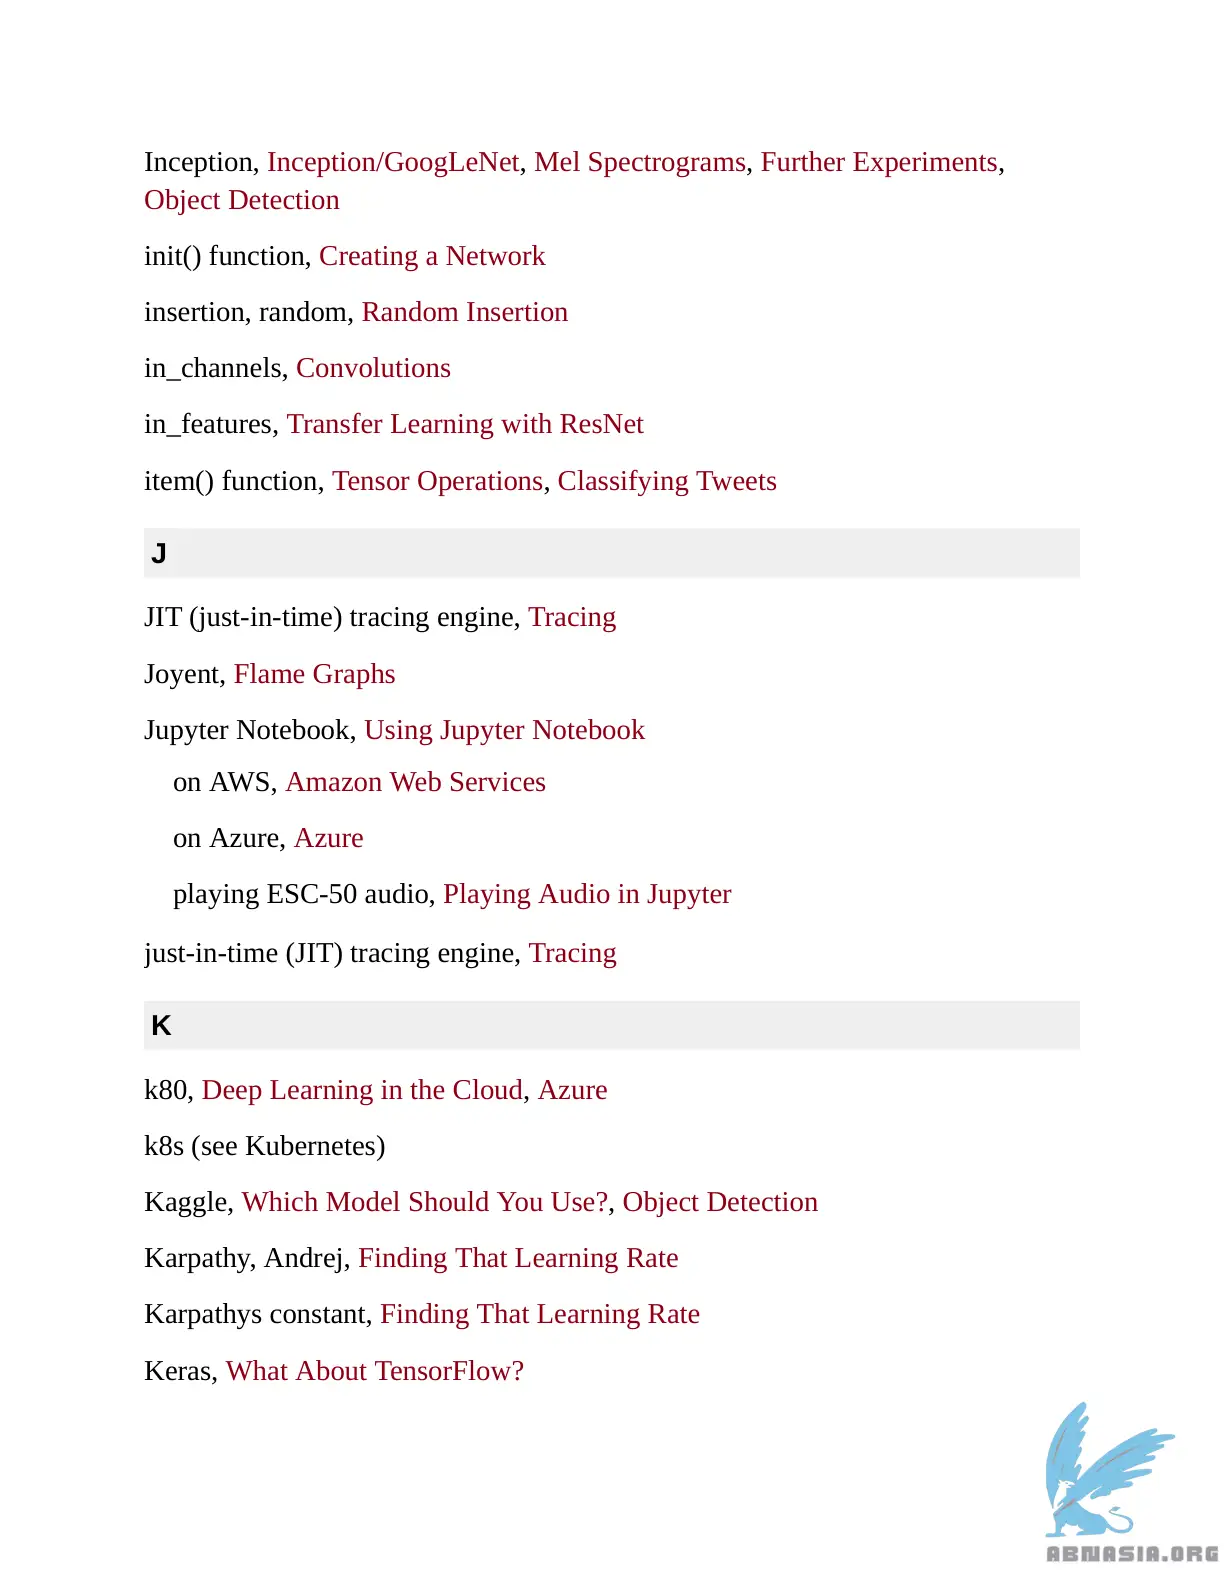 Inception, Inception/GoogLeNet, Mel Spectrograms, Further Experiments,
Object Detection
init() function, Creating a Network
insertion, random, Random Insertion
in_channels, Convolutions
in_features, Transfer Learning with ResNet
item() function, Tensor Operations, Classifying Tweets
J
JIT (just-in-time) tracing engine, Tracing
Joyent, Flame Graphs
Jupyter Notebook, Using Jupyter Notebook
on AWS, Amazon Web Services
on Azure, Azure
playing ESC-50 audio, Playing Audio in Jupyter
just-in-time (JIT) tracing engine, Tracing
K
k80, Deep Learning in the Cloud, Azure
k8s (see Kubernetes)
Kaggle, Which Model Should You Use?, Object Detection
Karpathy, Andrej, Finding That Learning Rate
Karpathys constant, Finding That Learning Rate
Keras, What About TensorFlow?
ABNASIA.ORG